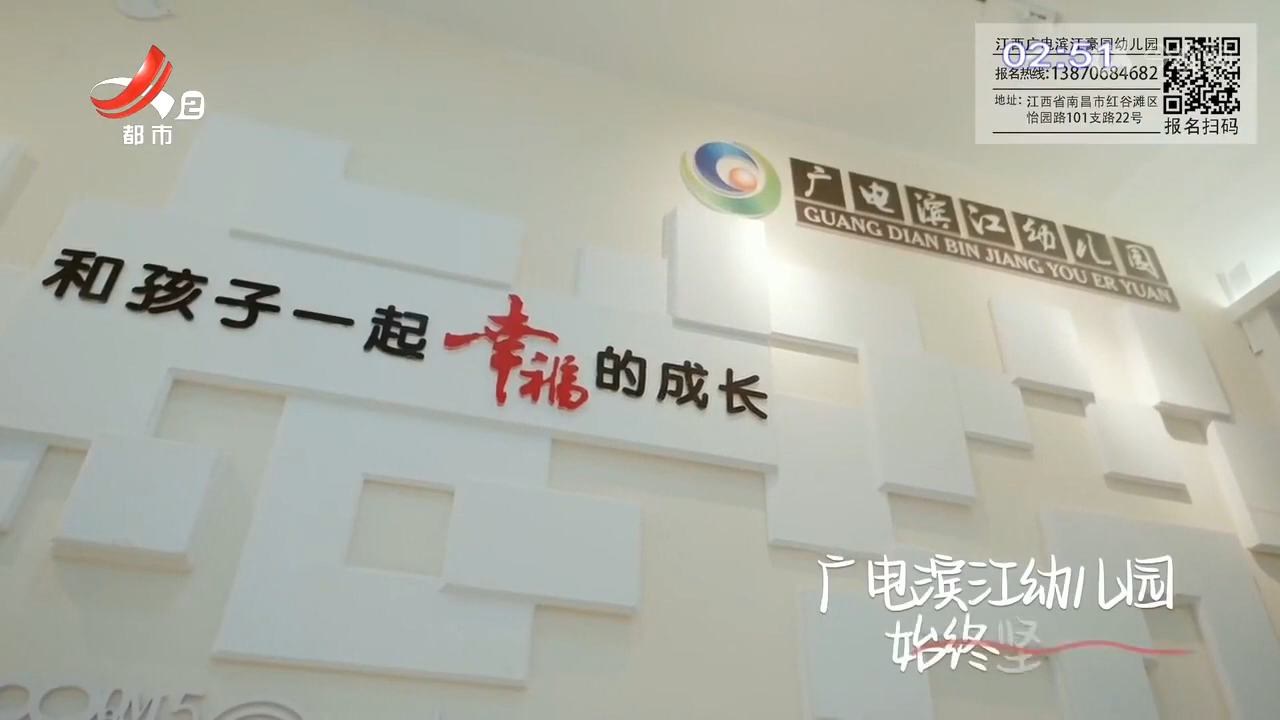 2
都市
江西广电滨江豪园幼儿园
02:51
报名热线:13870684682
地址:江西省南昌市红谷滩区
怡园路101支路22号
报名扫码
广电滨江幼儿园
GUANG DIAN BIN JIANG YOU ER YUAN
和孩子一起幸福的成长
广电滨江幼儿园
始终坚